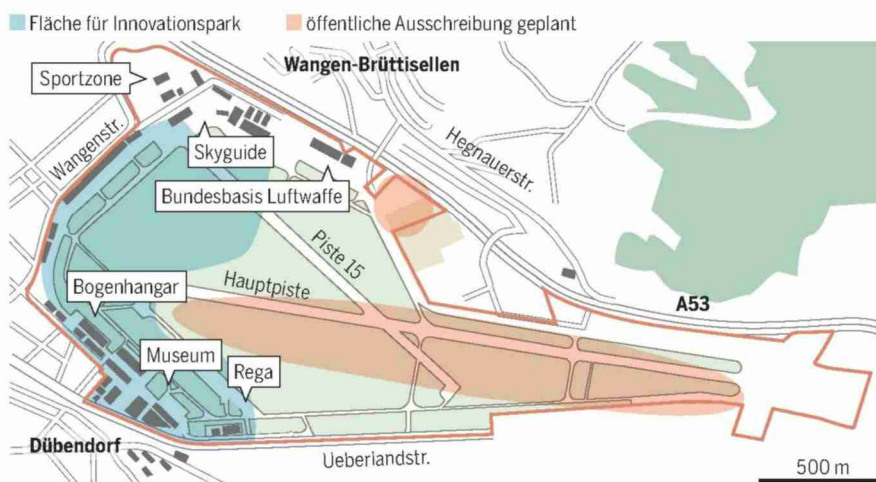 Fläche für Innovationspark
öffentliche Ausschreibung geplant
Wangen-Brüttisellen
Sportzone
Wangenstr.
Skyguide
Hegnauerstr.
Bundesbasis Luftwaffe
Piste 15
Hauptpiste
Bogenhangar
A53
Museum
Rega
Dübendorf
Ueberlandstr.
500 m